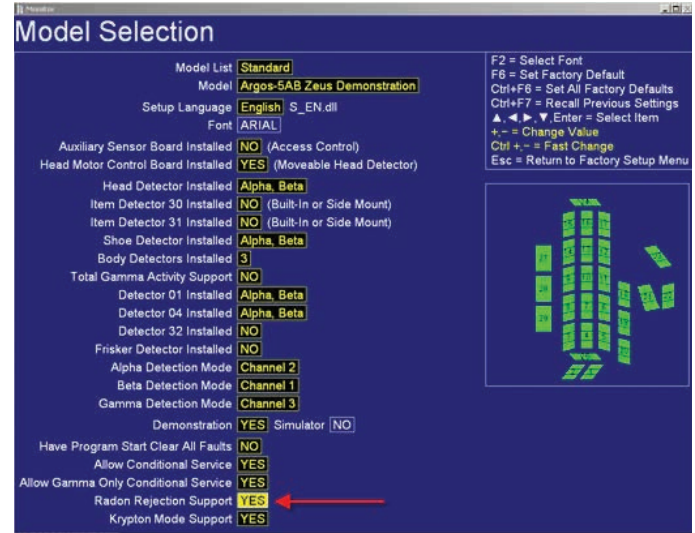 Monitor
Model Selection
Model List Standard
Model Argos-5AB Zeus Demonstration
Setup Language English S_EN.dll
Font ARIAL
Auxiliary Sensor Board Installed NO (Access Control)
Head Motor Control Board Installed YES (Moveable Head Detector)
Head Detector Installed Alpha, Beta
Item Detector 30 Installed NO (Built-In or Side Mount)
Item Detector 31 Installed NO (Built-In or Side Mount)
Shoe Detector Installed Alpha, Beta
Body Detectors Installed 3
Total Gamma Activity Support NO
Detector 01 Installed Alpha, Beta
Detector 04 Installed Alpha, Beta
Detector 32 Installed NO
Frisker Detector Installed NO
Alpha Detection Mode Channel 2
Beta Detection Mode Channel 1
Gamma Detection Mode Channel 3
Demonstration YES Simulator NO
Have Program Start Clear All Faults NO
Allow Conditional Service YES
Allow Gamma Only Conditional Service YES
Radon Rejection Support YES
Krypton Mode Support YES
F2 = Select Font
F6 = Set Factory Default
Ctrl+F6 = Set All Factory Defaults
Ctrl+F7 = Recall Previous Settings
▲,◄,►,▼,Enter = Select Item
+,- = Change Value
Ctrl +,- = Fast Change
Esc = Return to Factory Setup Menu